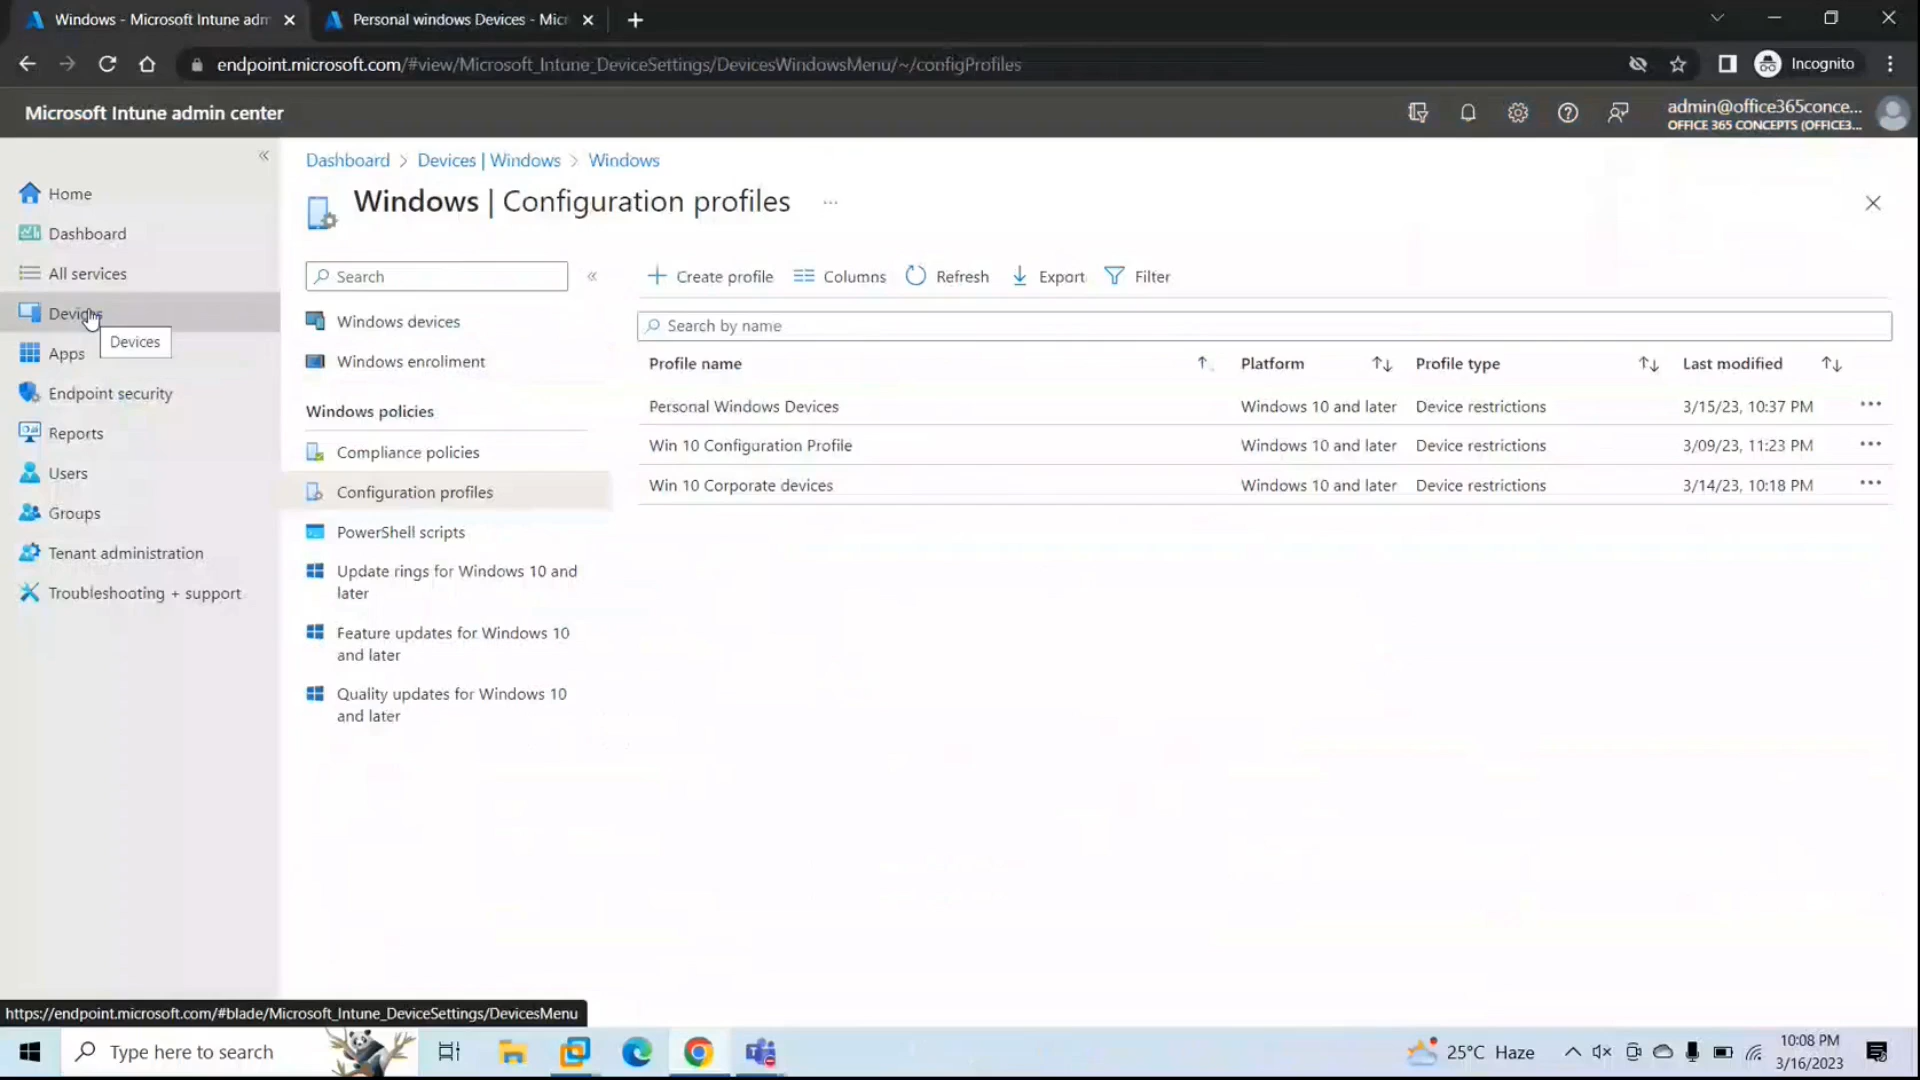 Windows - Microsoft Intune adm
Personal windows Devices - Micr
endpoint.microsoft.com/#view/Microsoft_Intune_DeviceSettings/DevicesWindowsMenu/~/configProfiles
Incognito
Microsoft Intune admin center
admin@office365conce...
OFFICE 365 CONCEPTS (OFFICE3...
Home
Dashboard
All services
Devices
Devices
Apps
Endpoint security
Reports
Users
Groups
Tenant administration
Troubleshooting + support
Dashboard > Devices | Windows > Windows
Windows | Configuration profiles ...
Search
Windows devices
Windows enrollment
Windows policies
Compliance policies
Configuration profiles
PowerShell scripts
Update rings for Windows 10 and
later
Feature updates for Windows 10
and later
Quality updates for Windows 10
and later
Create profile Columns Refresh Export Filter
Search by name
Profile name Platform Profile type Last modified
Personal Windows Devices Windows 10 and later Device restrictions 3/15/23, 10:37 PM ...
Win 10 Configuration Profile Windows 10 and later Device restrictions 3/09/23, 11:23 PM ...
Win 10 Corporate devices Windows 10 and later Device restrictions 3/14/23, 10:18 PM ...
https://endpoint.microsoft.com/#blade/Microsoft_Intune_DeviceSettings/DevicesMenu
Type here to search
25°C Haze
10:08 PM
3/16/2023